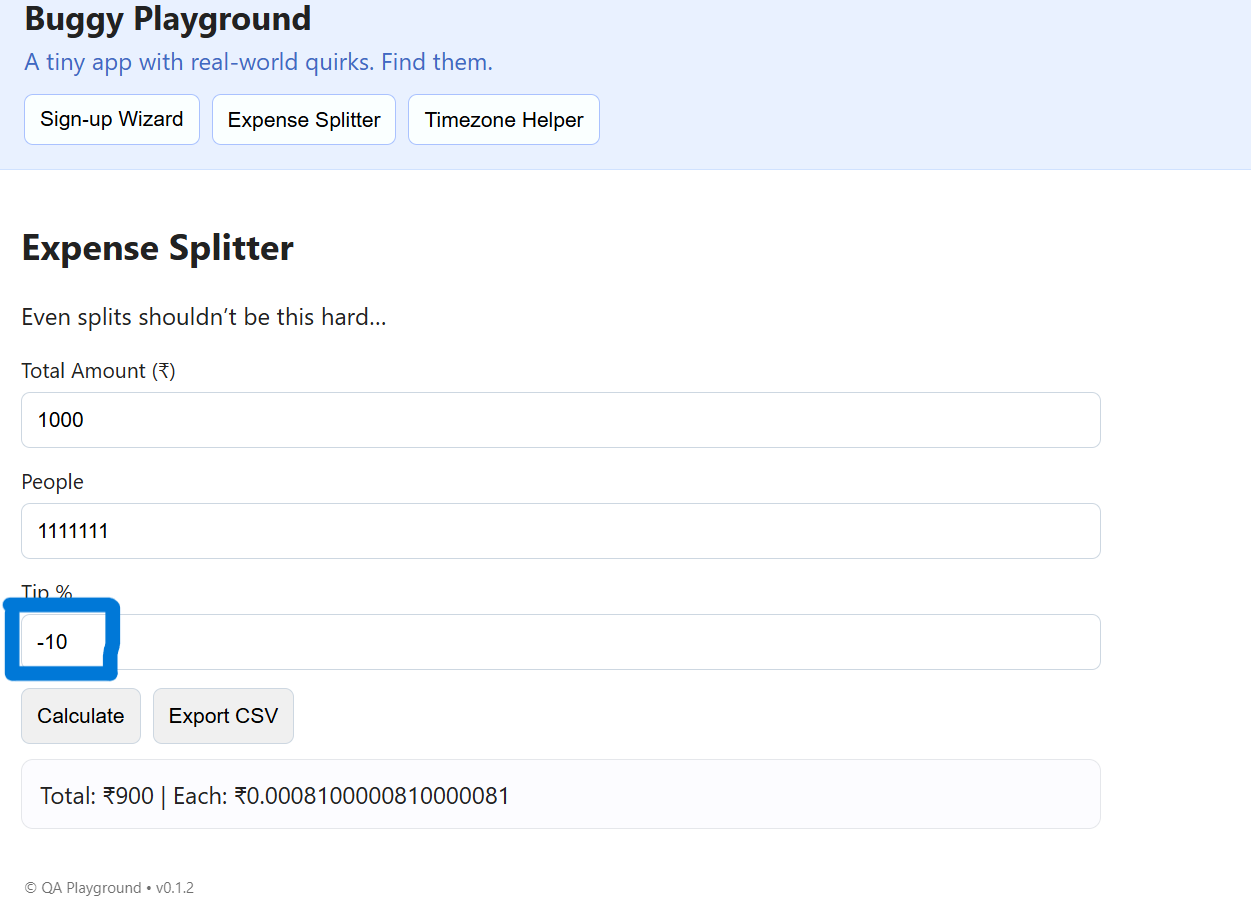 Buggy Playground
A tiny app with real-world quirks. Find them.
Sign-up Wizard Expense Splitter Timezone Helper
Expense Splitter
Even splits shouldn’t be this hard…
Total Amount (₹)
1000
People
1111111
Tip %
-10
Calculate Export CSV
Total: ₹900 | Each: ₹0.0008100000810000081
© QA Playground • v0.1.2